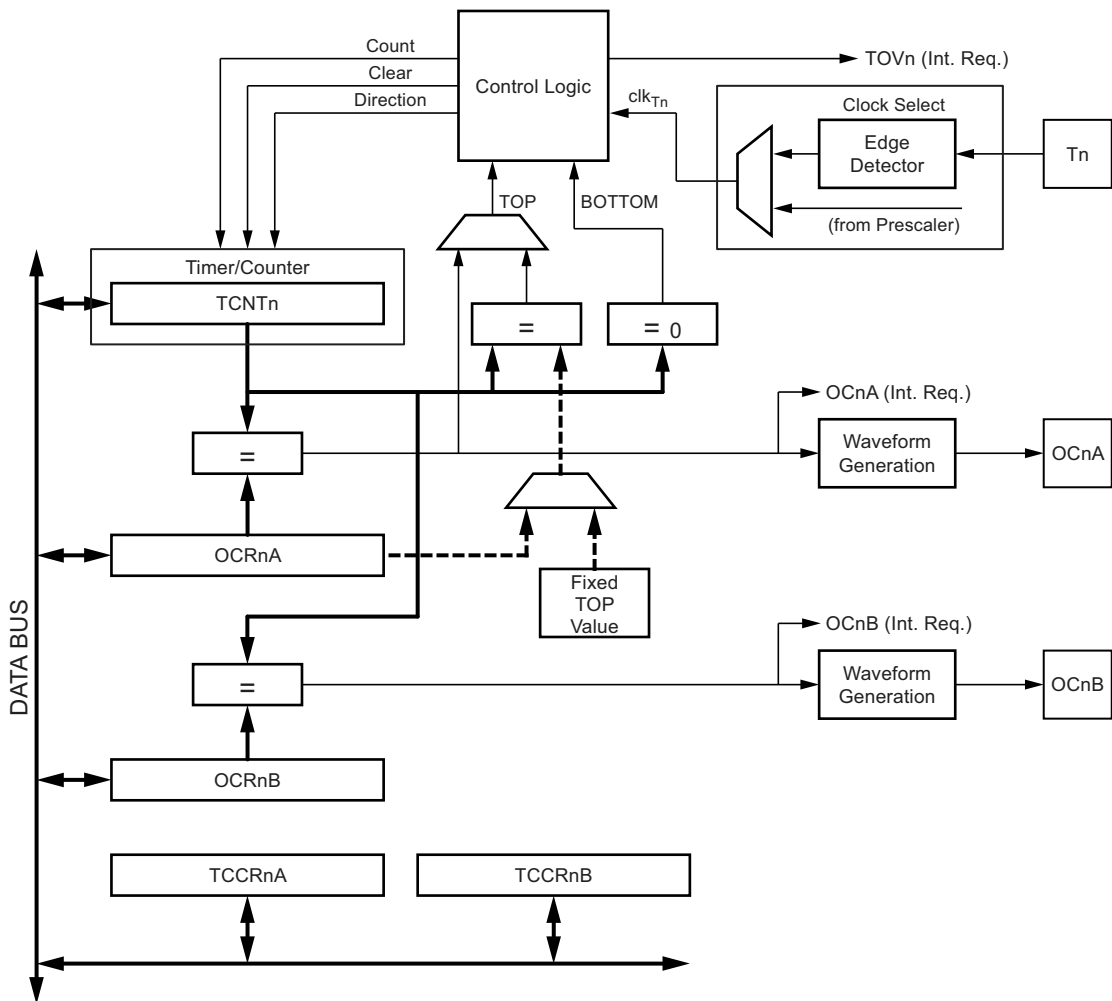 Count
Clear
Direction
Control Logic
TOVn (Int. Req.)
clkTn
Clock Select
Edge
Detector
Tn
(from Prescaler)
TOP
BOTTOM
Timer/Counter
TCNTn
=
= 0
OCnA (Int. Req.)
=
Waveform
Generation
OCnA
OCRnA
Fixed
TOP
Value
DATA BUS
OCnB (Int. Req.)
=
Waveform
Generation
OCnB
OCRnB
TCCRnA
TCCRnB